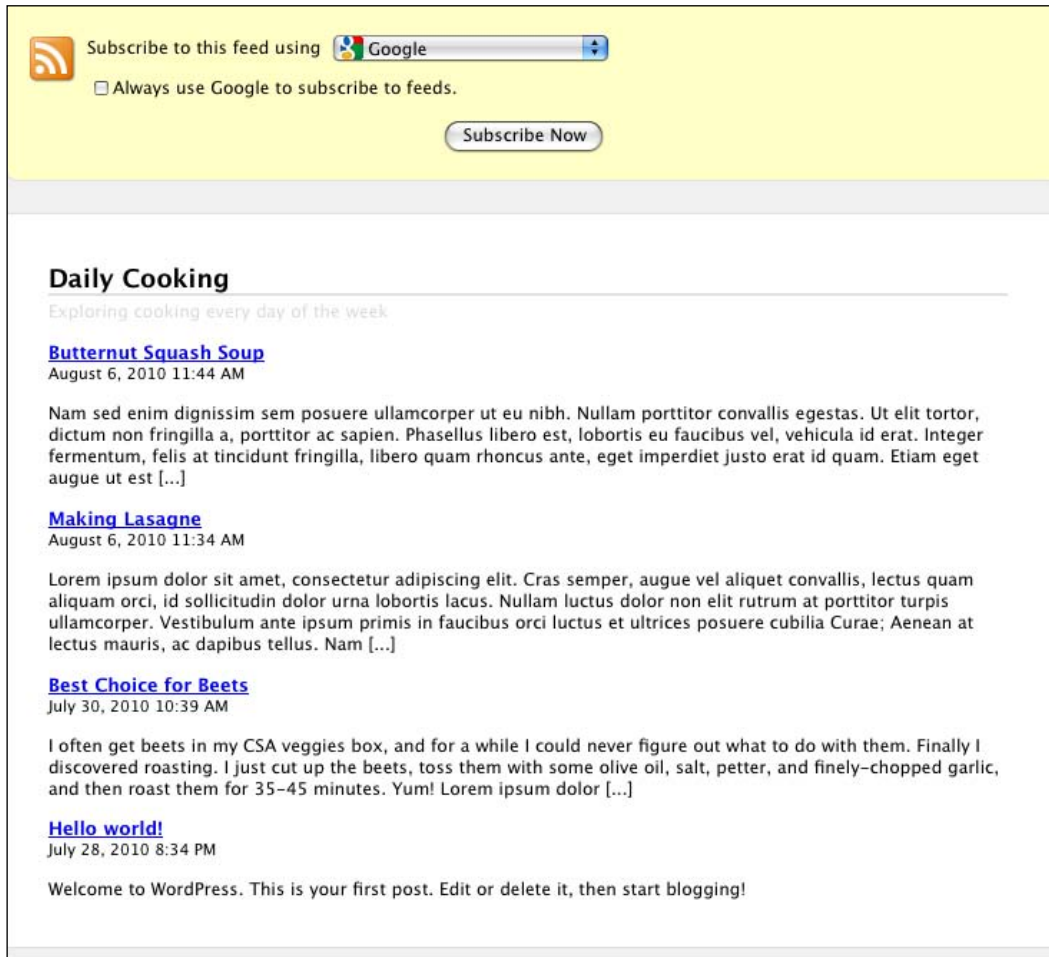 Subscribe to this feed using Google
Always use Google to subscribe to feeds.
Subscribe Now
Daily Cooking
Exploring cooking every day of the week
Butternut Squash Soup
August 6, 2010 11:44 AM
Nam sed enim dignissim sem posuere ullamcorper ut eu nibh. Nullam porttitor convallis egestas. Ut elit tortor,
dictum non fringilla a, porttitor ac sapien. Phasellus libero est, lobortis eu faucibus vel, vehicula id erat. Integer
fermentum, felis at tincidunt fringilla, libero quam rhoncus ante, eget imperdiet justo erat id quam. Etiam eget
augue ut est [...]
Making Lasagne
August 6, 2010 11:34 AM
Lorem ipsum dolor sit amet, consectetur adipiscing elit. Cras semper, augue vel aliquet convallis, lectus quam
aliquam orci, id sollicitudin dolor urna lobortis lacus. Nullam luctus dolor non elit rutrum at porttitor turpis
ullamcorper. Vestibulum ante ipsum primis in faucibus orci luctus et ultrices posuere cubilia Curae; Aenean at
lectus mauris, ac dapibus tellus. Nam [...]
Best Choice for Beets
July 30, 2010 10:39 AM
I often get beets in my CSA veggies box, and for a while I could never figure out what to do with them. Finally I
discovered roasting. I just cut up the beets, toss them with some olive oil, salt, petter, and finely-chopped garlic,
and then roast them for 35-45 minutes. Yum! Lorem ipsum dolor [...]
Hello world!
July 28, 2010 8:34 PM
Welcome to WordPress. This is your first post. Edit or delete it, then start blogging!